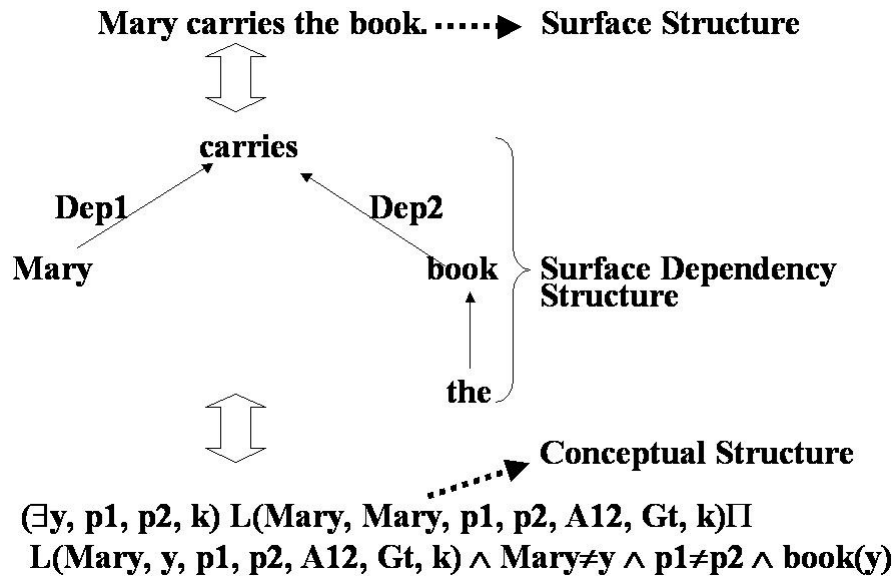 Mary carries the book. Surface Structure
carries
Dep1 Dep2
Mary book Surface Dependency
Structure
the
Conceptual Structure
(∃y, p1, p2, k) L(Mary, Mary, p1, p2, A12, Gt, k)Π
L(Mary, y, p1, p2, A12, Gt, k) ∧ Mary≠y ∧ p1≠p2 ∧ book(y)